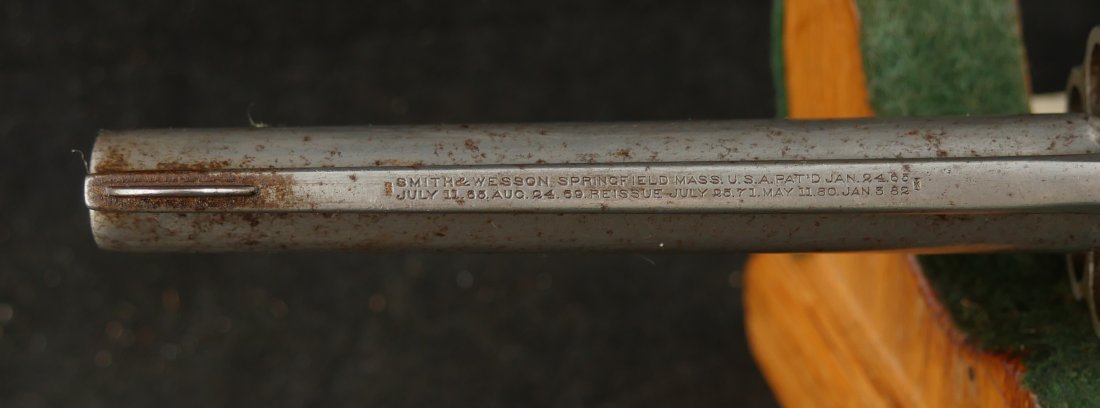 SMITH & WESSON, SPRINGFIELD, MASS. U.S.A. PAT'D JAN. 24.65,
JULY 11.65, AUG. 24.69, REISSUE JULY 25.71. MAY 11.80. JAN 3.82